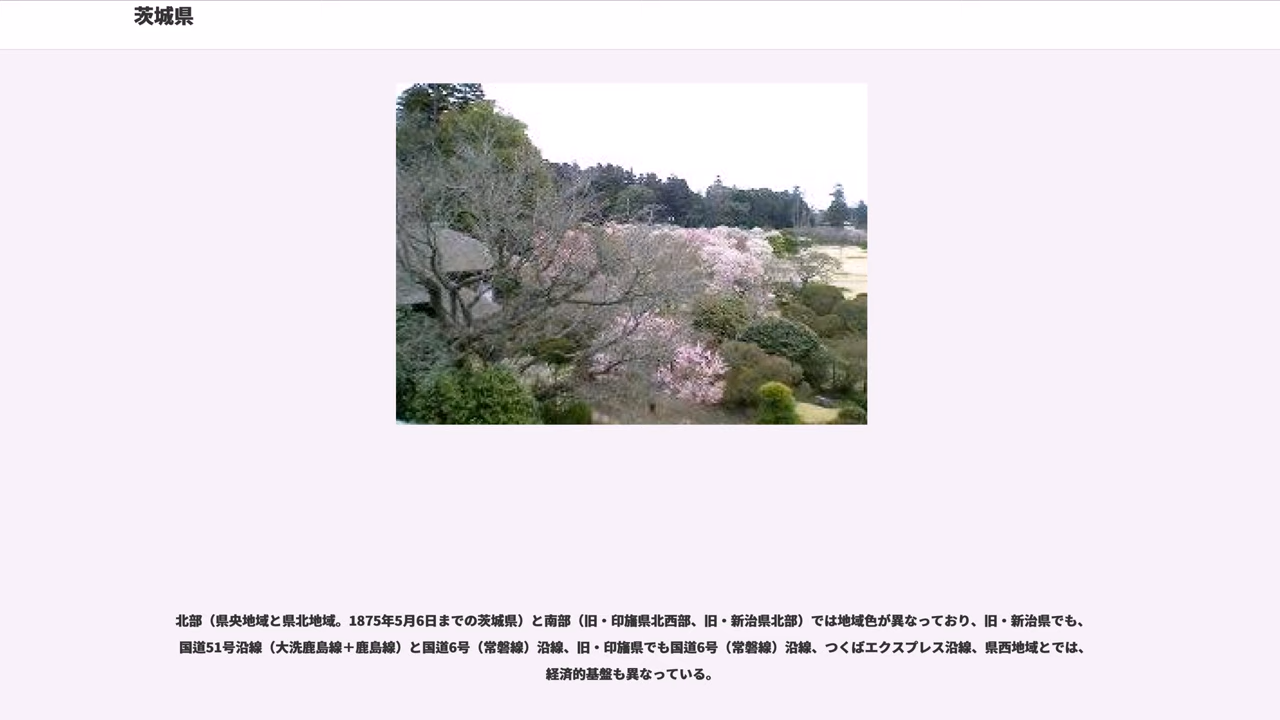 茨城県
北部（県央地域と県北地域。1875年5月6日までの茨城県）と南部（旧・印旛県北西部、旧・新治県北部）では地域色が異なっており、旧・新治県でも、
国道51号沿線（大洗鹿島線＋鹿島線）と国道6号（常磐線）沿線、旧・印旛県でも国道6号（常磐線）沿線、つくばエクスプレス沿線、県西地域とでは、
経済的基盤も異なっている。